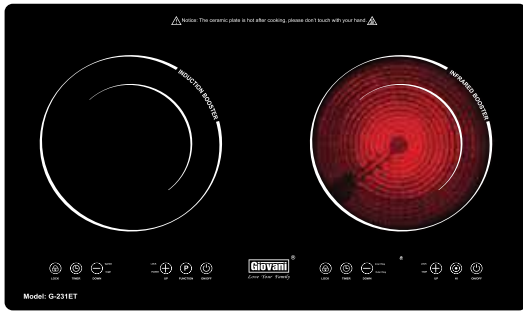 Notice: The ceramic plate is hot after cooking, please don't touch with your hand.
INDUCTION BOOSTER
INFRARED BOOSTER
LOCK TIMER DOWN UP FUNCTION ON/OFF
Giovani®
Love Your Family
LOCK TIMER DOWN UP ON/OFF
Model: G-231ET